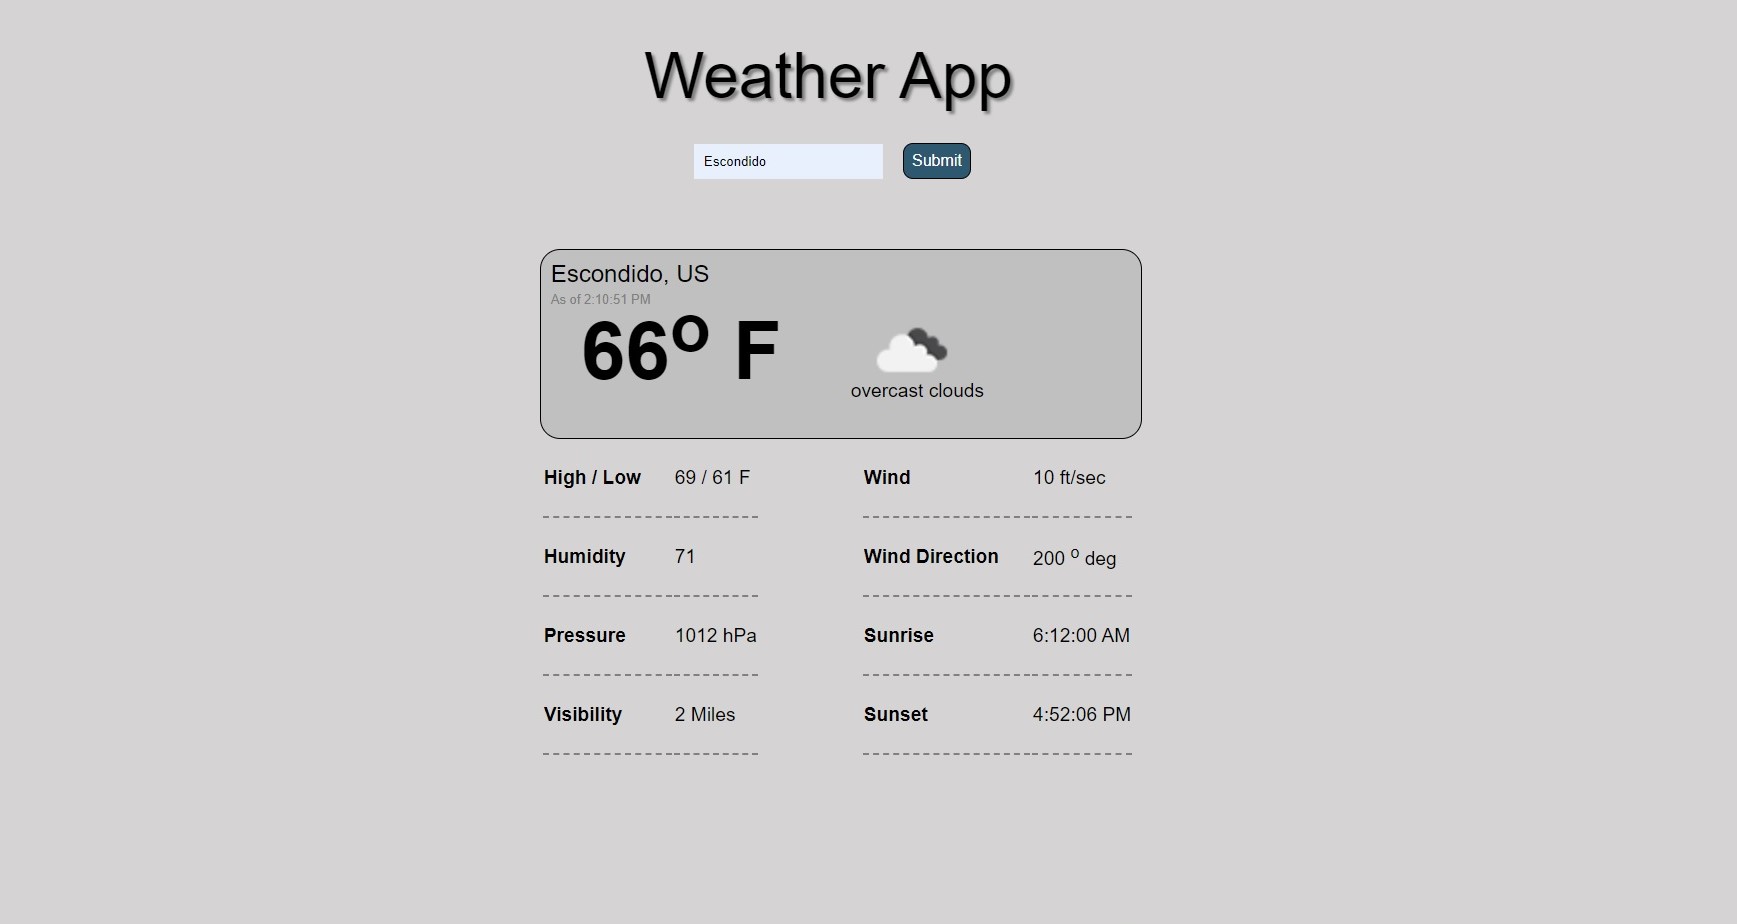 Weather App
Escondido
Submit
Escondido, US
As of 2:10:51 PM
66º F
overcast clouds
High / Low 69 / 61 F
Wind 10 ft/sec
Humidity 71
Wind Direction 200 º deg
Pressure 1012 hPa
Sunrise 6:12:00 AM
Visibility 2 Miles
Sunset 4:52:06 PM